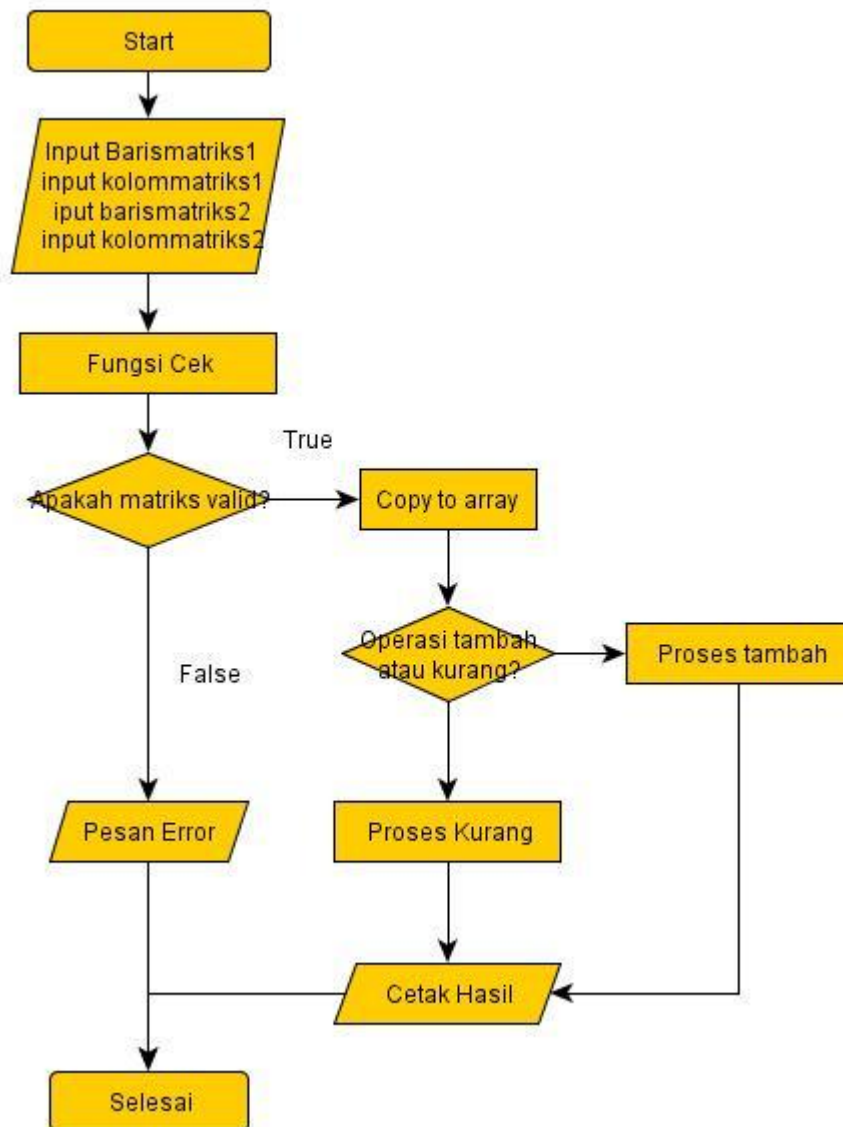 Start
Input Barismatriks1
input kolommatriks1
iput barismatriks2
input kolommatriks2
Fungsi Cek
True
Apakah matriks valid?
Copy to array
Operasi tambah
atau kurang?
Proses tambah
False
Pesan Error
Proses Kurang
Cetak Hasil
Selesai